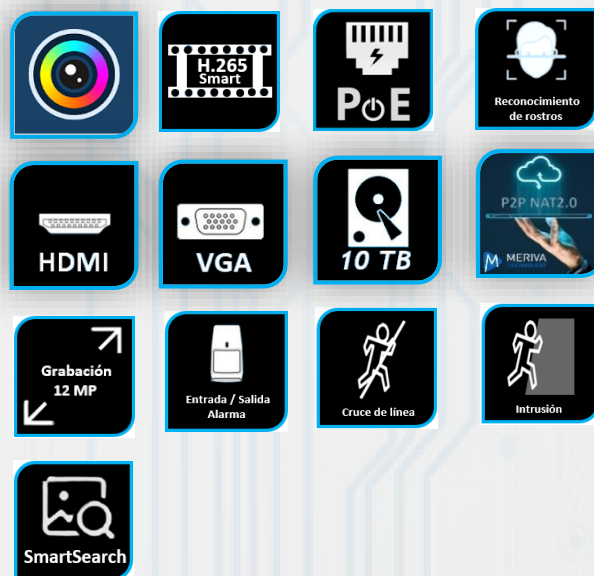 H.265
Smart
PoE
Reconocimiento
de rostros
HDMI
VGA
10 TB
P2P NAT2.0
M MERIVA
TECHNOLOGY
Grabación
12 MP
Entrada / Salida
Alarma
Cruce de línea
Intrusión
SmartSearch